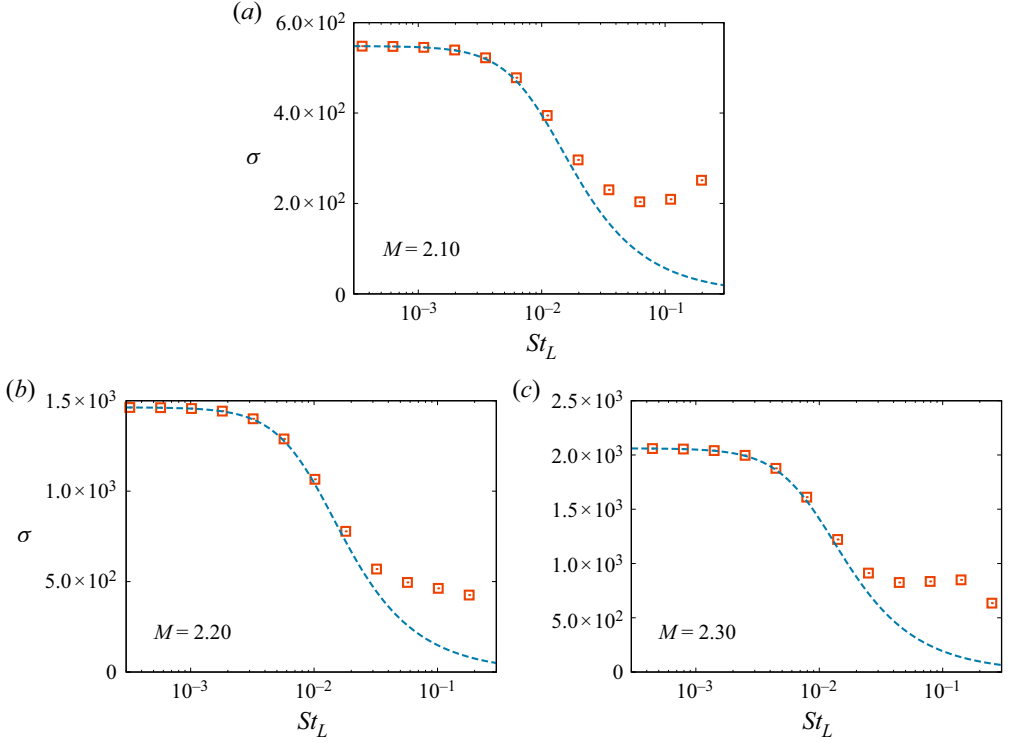 (a)
6.0 × 10²
4.0 × 10²
σ
2.0 × 10²
M = 2.10
0
10⁻³ 10⁻² 10⁻¹
St_L
(b) (c)
1.5 × 10³
1.0 × 10³
σ
5.0 × 10²
M = 2.20
0
10⁻³ 10⁻² 10⁻¹
St_L
2.5 × 10³
2.0 × 10³
1.5 × 10³
1.0 × 10³
5.0 × 10²
M = 2.30
0
10⁻³ 10⁻² 10⁻¹
St_L